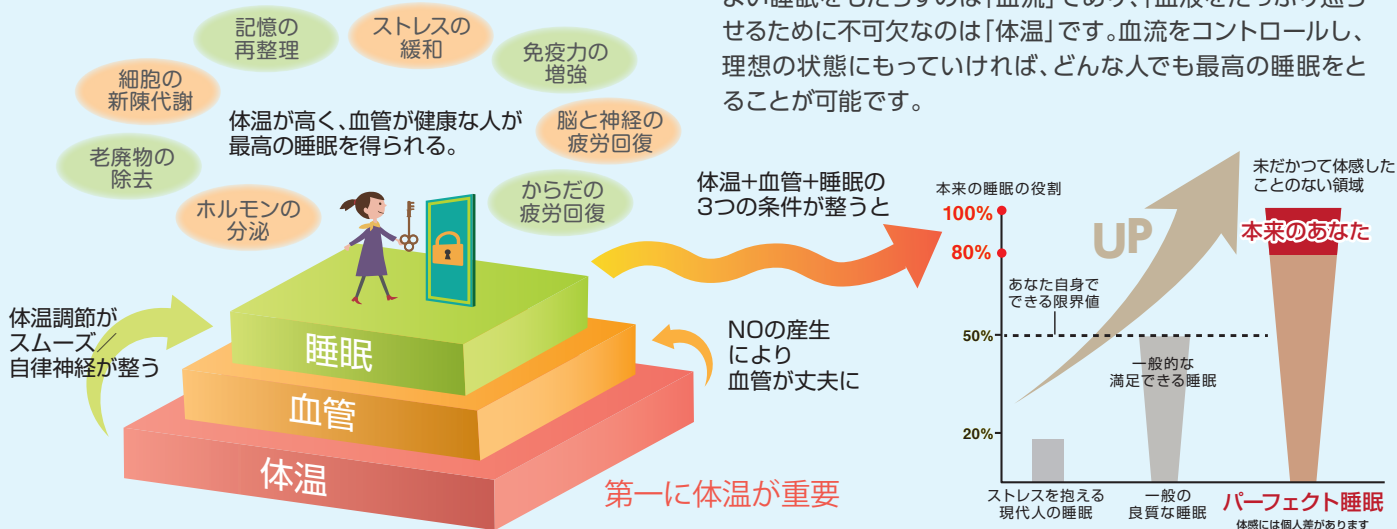 よい睡眠をもたらすのは「血流」であり、「血液をたっぷり巡ら
せるために不可欠なのは「体温」です。血流をコントロールし、
理想の状態にもっていければ、どんな人でも最高の睡眠をと
ることが可能です。
記憶の
再整理
ストレスの
緩和
免疫力の
増強
細胞の
新陳代謝
体温が高く、血管が健康な人が
最高の睡眠を得られる。
脳と神経の
疲労回復
老廃物の
除去
ホルモンの
分泌
からだの
疲労回復
体温調節が
スムーズ/
自律神経が整う
睡眠
血管
体温
NOの産生
により
血管が丈夫に
第一に体温が重要
体温+血管+睡眠の
3つの条件が整うと
本来の睡眠の役割
100%
80%
50%
20%
UP
未だかつて体感した
ことのない領域
本来のあなた
あなた自身で
できる限界値
一般的な
満足できる睡眠
ストレスを抱える
現代人の睡眠
一般の
良質な睡眠
パーフェクト睡眠
体感には個人差があります